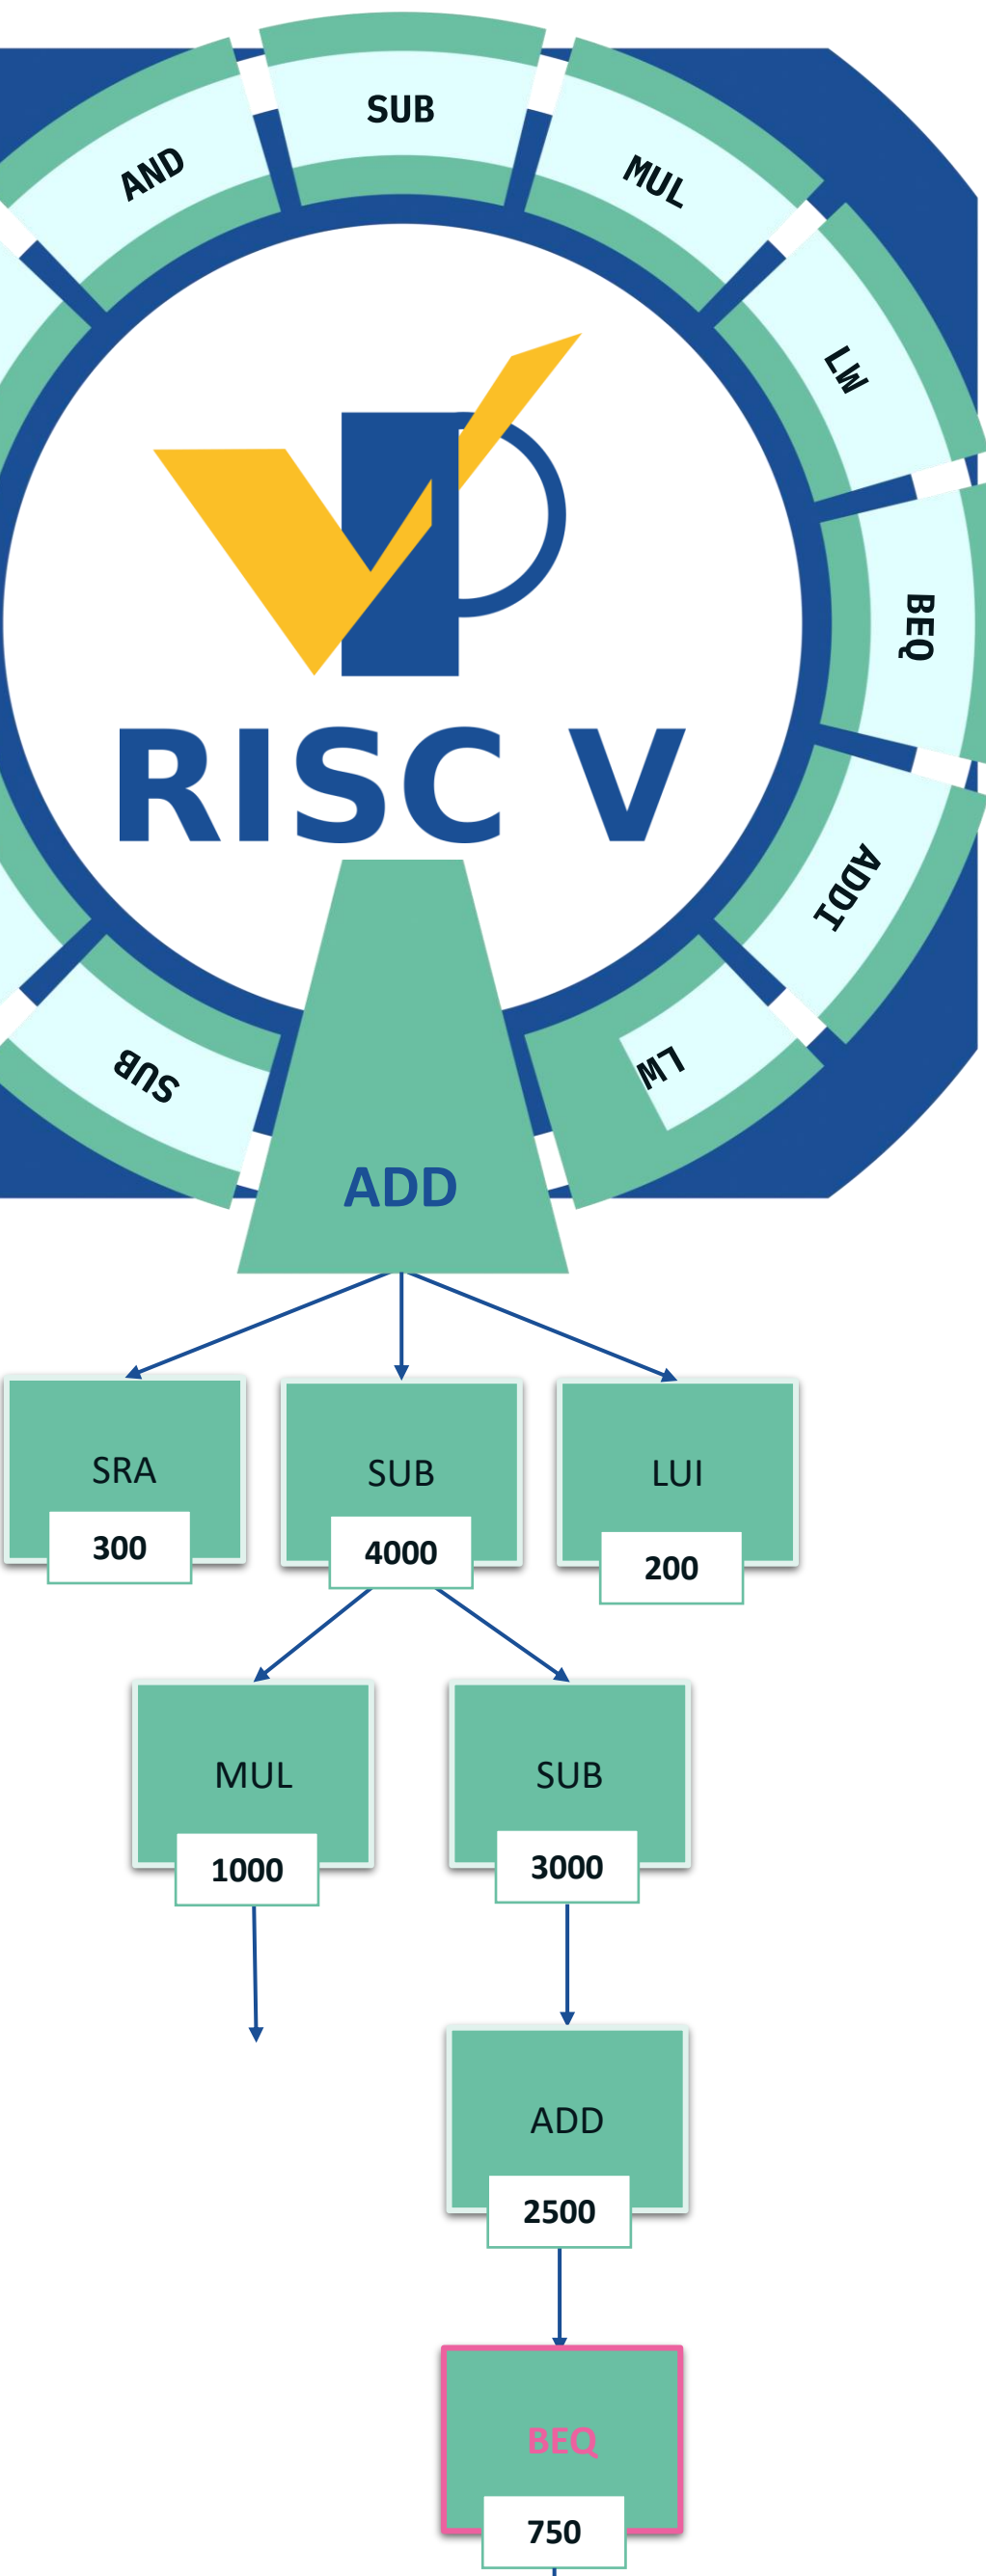 SUB
AND
MUL
LW
BEQ
ADDI
LW
SUB
RISC V
ADD
SRA
SUB
LUI
300
4000
200
MUL
SUB
1000
3000
ADD
2500
BEQ
750